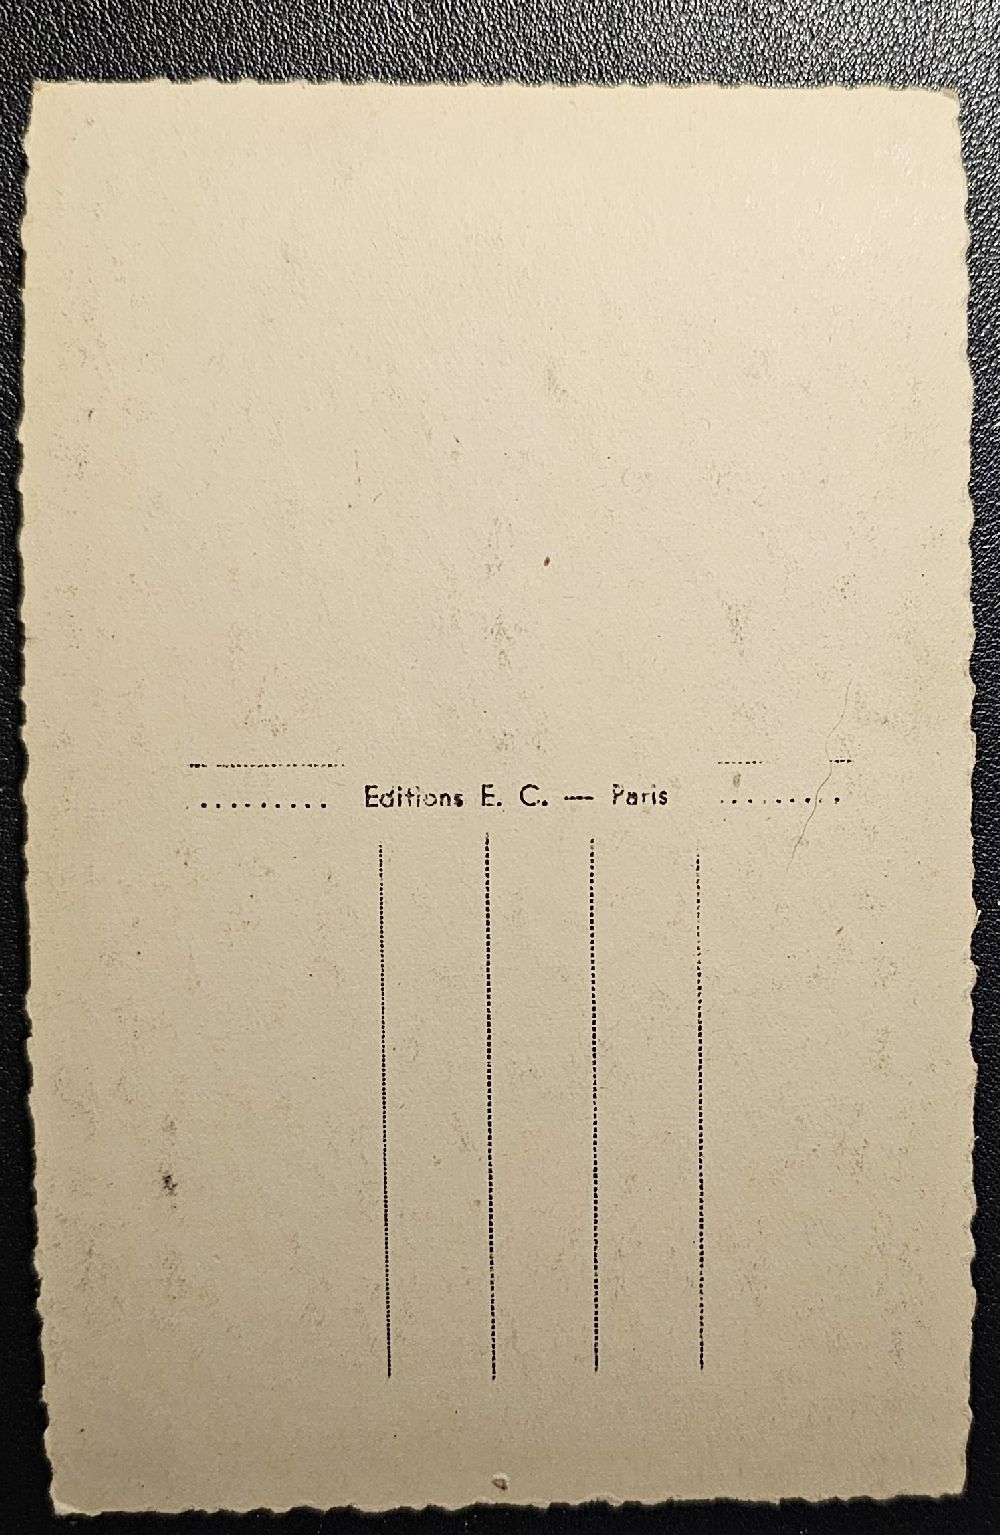 Editions E. C. — Paris